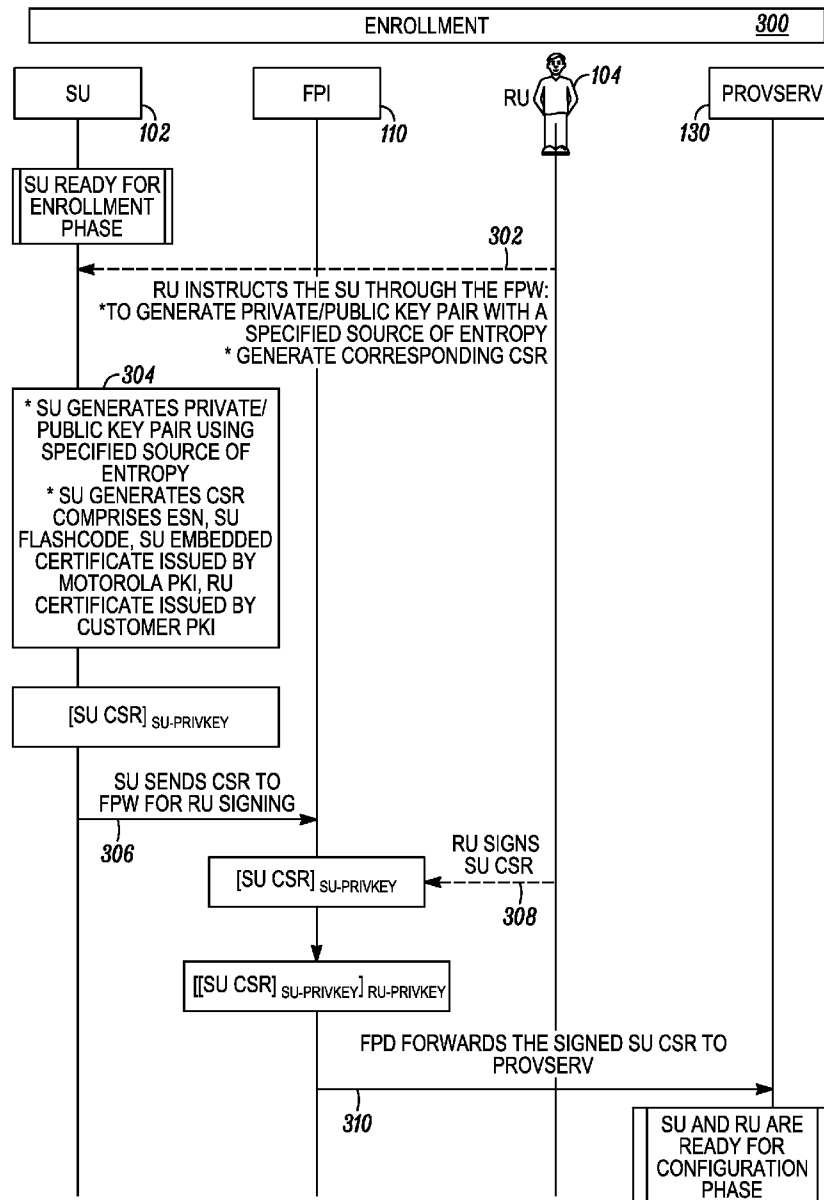 ENROLLMENT 300
SU
102
FPI
110
RU
104
PROVSERV
130
SU READY FOR
ENROLLMENT
PHASE
302
RU INSTRUCTS THE SU THROUGH THE FPW:
*TO GENERATE PRIVATE/PUBLIC KEY PAIR WITH A
SPECIFIED SOURCE OF ENTROPY
* GENERATE CORRESPONDING CSR
304
* SU GENERATES PRIVATE/
PUBLIC KEY PAIR USING
SPECIFIED SOURCE OF
ENTROPY
* SU GENERATES CSR
COMPRISES ESN, SU
FLASHCODE, SU EMBEDDED
CERTIFICATE ISSUED BY
MOTOROLA PKI, RU
CERTIFICATE ISSUED BY
CUSTOMER PKI
[SU CSR] SU-PRIVKEY
SU SENDS CSR TO
FPW FOR RU SIGNING
306
RU SIGNS
SU CSR
308
[SU CSR] SU-PRIVKEY
[[SU CSR] SU-PRIVKEY] RU-PRIVKEY
FPD FORWARDS THE SIGNED SU CSR TO
PROVSERV
310
SU AND RU ARE
READY FOR
CONFIGURATION
PHASE